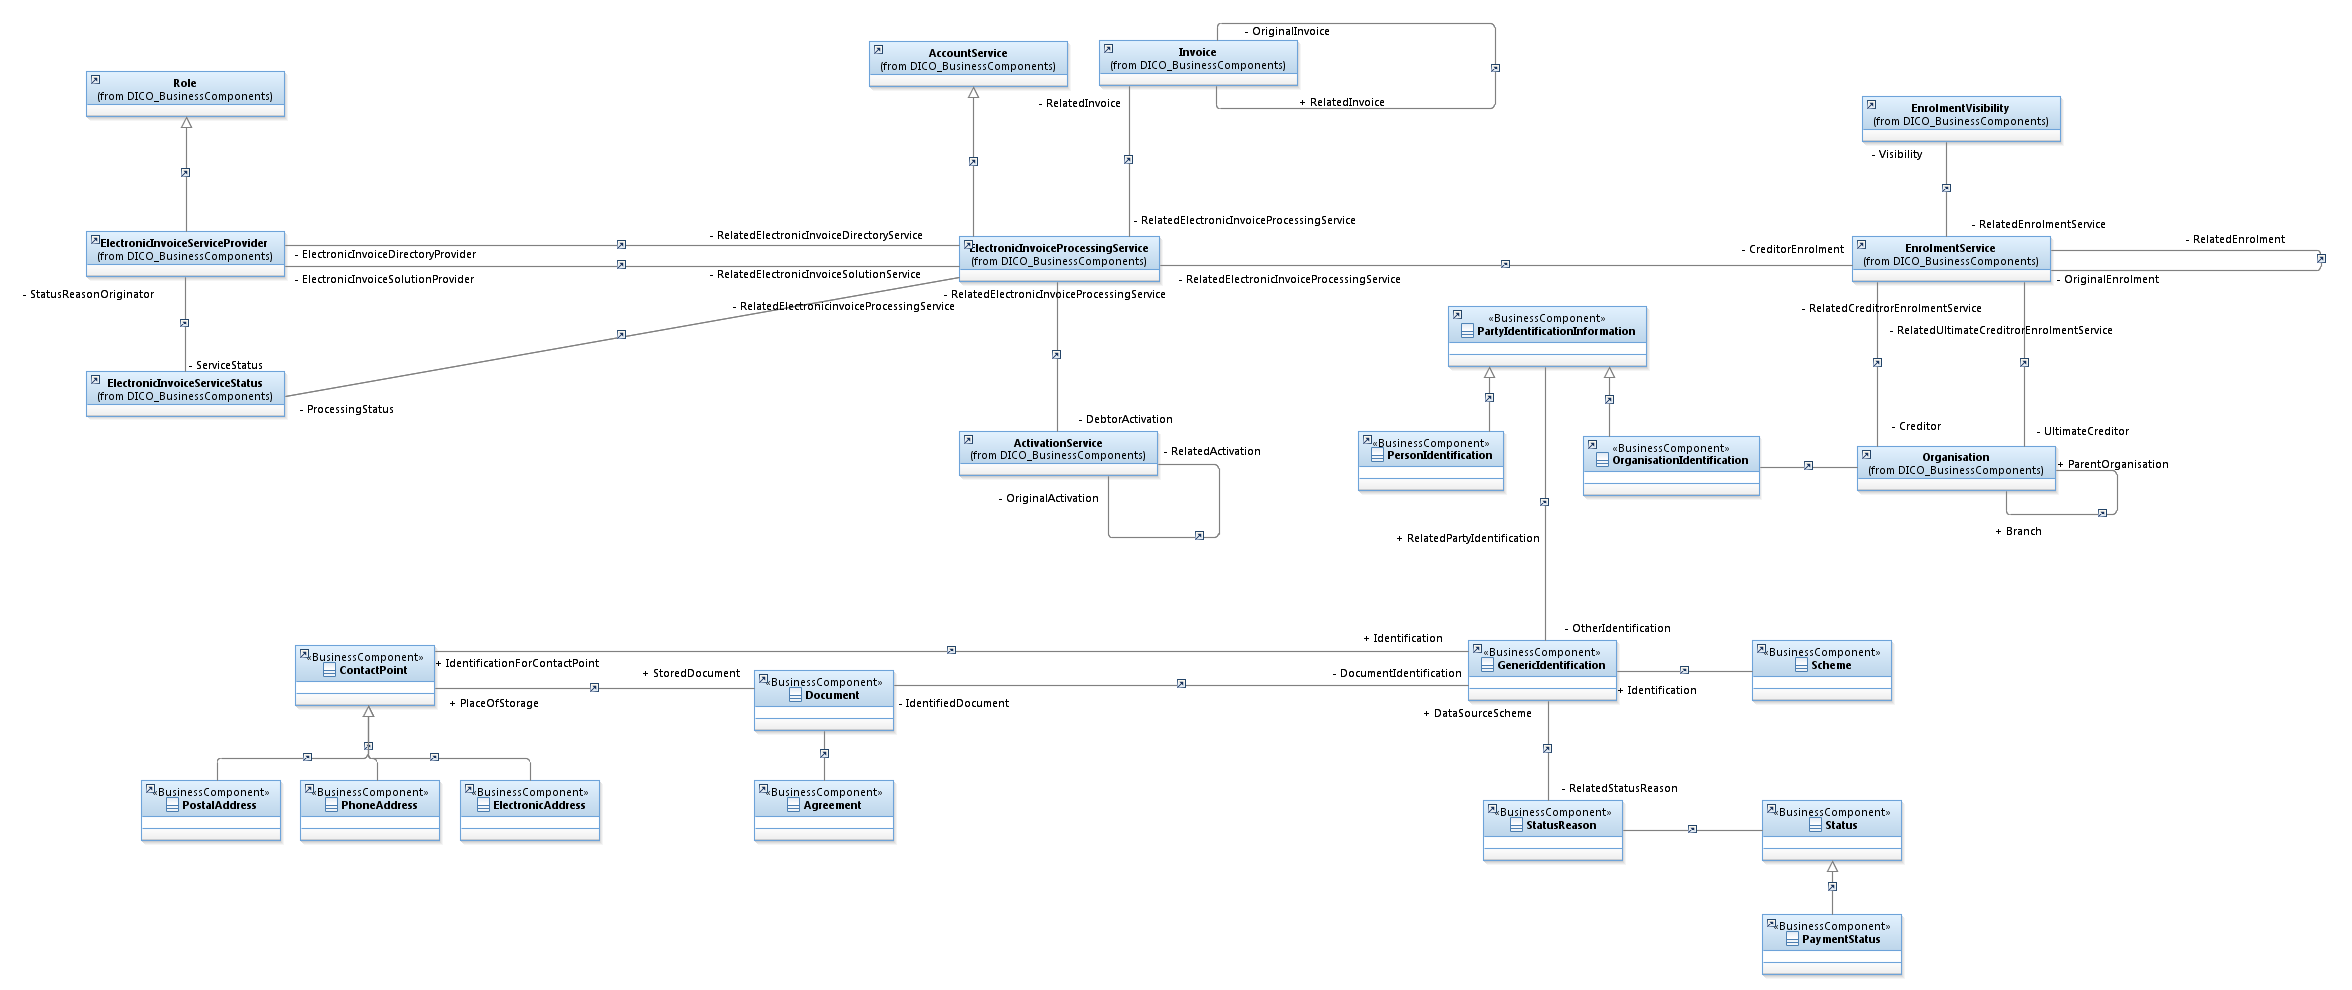 - OriginalInvoice
AccountService
(from DICO_BusinessComponents)
Invoice
(from DICO_BusinessComponents)
Role
(from DICO_BusinessComponents)
- RelatedInvoice
+ RelatedInvoice
EnrolmentVisibility
(from DICO_BusinessComponents)
- Visibility
- RelatedElectronicInvoiceProcessingService
- RelatedEnrolmentService
ElectronicInvoiceServiceProvider
(from DICO_BusinessComponents)
- RelatedElectronicInvoiceDirectoryService
- ElectronicInvoiceDirectoryProvider
ElectronicInvoiceProcessingService
(from DICO_BusinessComponents)
- CreditorEnrolment
EnrolmentService
(from DICO_BusinessComponents)
- RelatedEnrolment
- ElectronicInvoiceSolutionProvider
- RelatedElectronicInvoiceSolutionService
- RelatedElectronicInvoiceProcessingService
- OriginalEnrolment
- StatusReasonOriginator
- RelatedElectronicInvoiceProcessingService
- RelatedElectronicinvoiceProcessingService
- RelatedCreditrorEnrolmentService
- RelatedUltimateCreditrorEnrolmentService
«BusinessComponent»
PartyIdentificationInformation
- ServiceStatus
ElectronicInvoiceServiceStatus
(from DICO_BusinessComponents)
- ProcessingStatus
- DebtorActivation
- Creditor
- UltimateCreditor
ActivationService
(from DICO_BusinessComponents)
- RelatedActivation
«BusinessComponent»
PersonIdentification
«BusinessComponent»
OrganisationIdentification
Organisation
(from DICO_BusinessComponents)
+ ParentOrganisation
- OriginalActivation
+ Branch
+ RelatedPartyIdentification
- OtherIdentification
+ Identification
«BusinessComponent»
ContactPoint
+ IdentificationForContactPoint
+ StoredDocument
«BusinessComponent»
Document
- DocumentIdentification
«BusinessComponent»
GenericIdentification
«BusinessComponent»
Scheme
+ Identification
+ PlaceOfStorage
- IdentifiedDocument
+ DataSourceScheme
«BusinessComponent»
PostalAddress
«BusinessComponent»
PhoneAddress
«BusinessComponent»
ElectronicAddress
«BusinessComponent»
Agreement
- RelatedStatusReason
«BusinessComponent»
StatusReason
«BusinessComponent»
Status
«BusinessComponent»
PaymentStatus